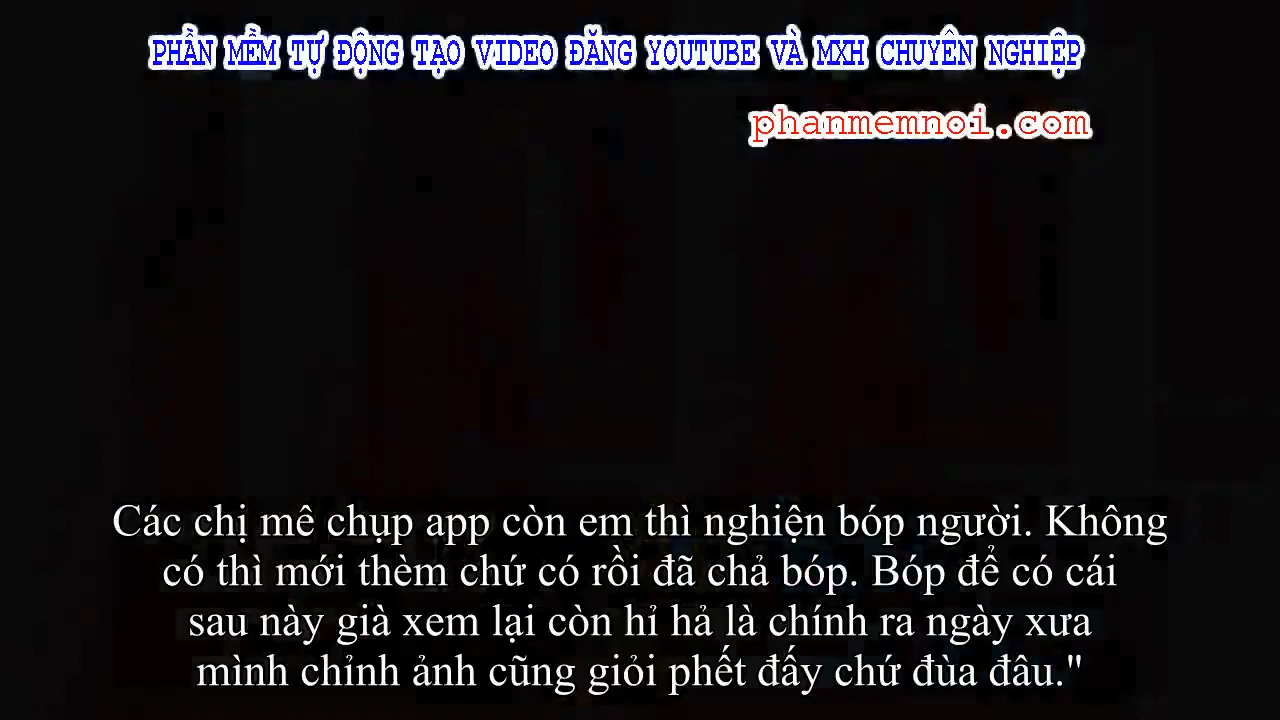 PHẦN MỀM TỰ ĐỘNG TẠO VIDEO ĐĂNG YOUTUBE VÀ MXH CHUYÊN NGHIỆP
phanmemnoi.com
Các chị mê chụp app còn em thì nghiện bóp người. Không
có thì mới thèm chứ có rồi đã chả bóp. Bóp để có cái
sau này già xem lại còn hỉ hả là chính ra ngày xưa
mình chỉnh ảnh cũng giỏi phết đấy chứ đùa đâu."